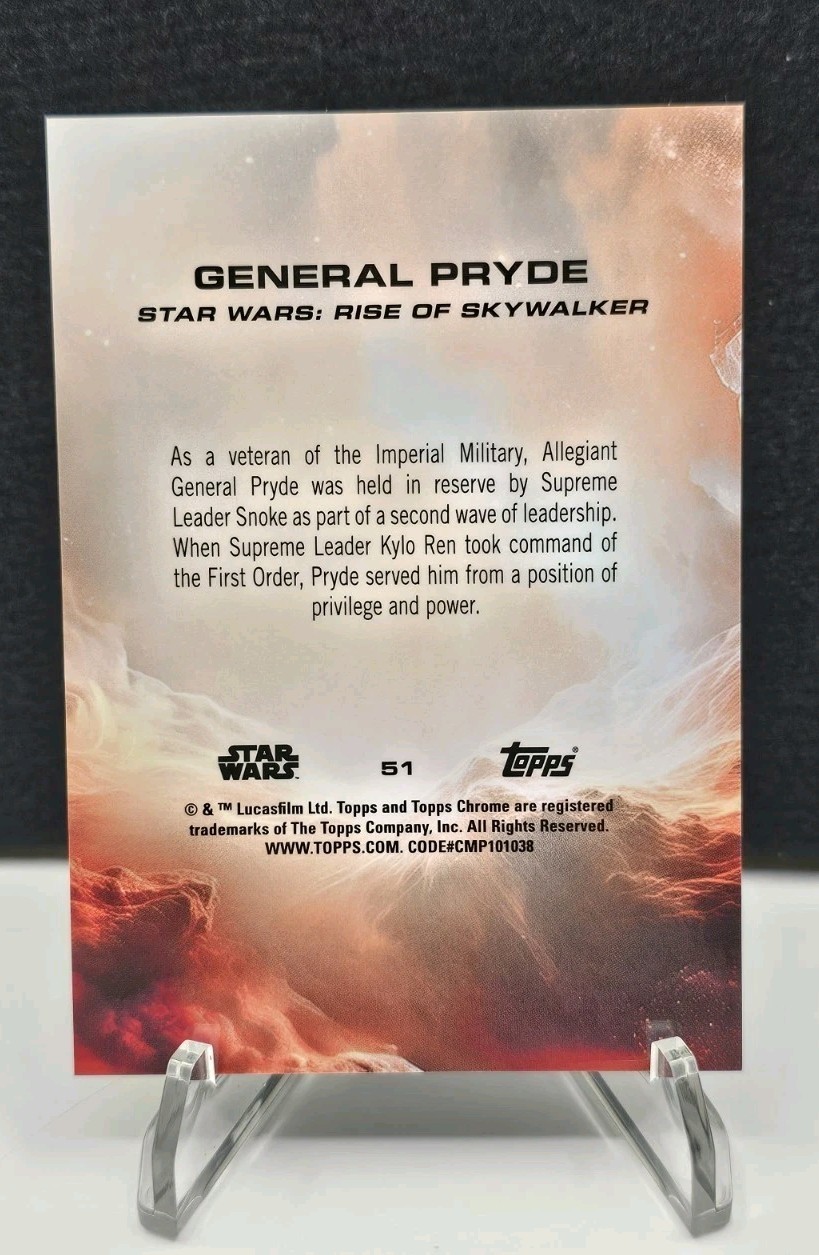 GENERAL PRYDE
STAR WARS: RISE OF SKYWALKER
As a veteran of the Imperial Military, Allegiant
General Pryde was held in reserve by Supreme
Leader Snoke as part of a second wave of leadership.
When Supreme Leader Kylo Ren took command of
the First Order, Pryde served him from a position of
privilege and power.
STAR
WARS™
51
Topps®
© & ™ Lucasfilm Ltd. Topps and Topps Chrome are registered
trademarks of The Topps Company, Inc. All Rights Reserved.
WWW.TOPPS.COM. CODE#CMP101038